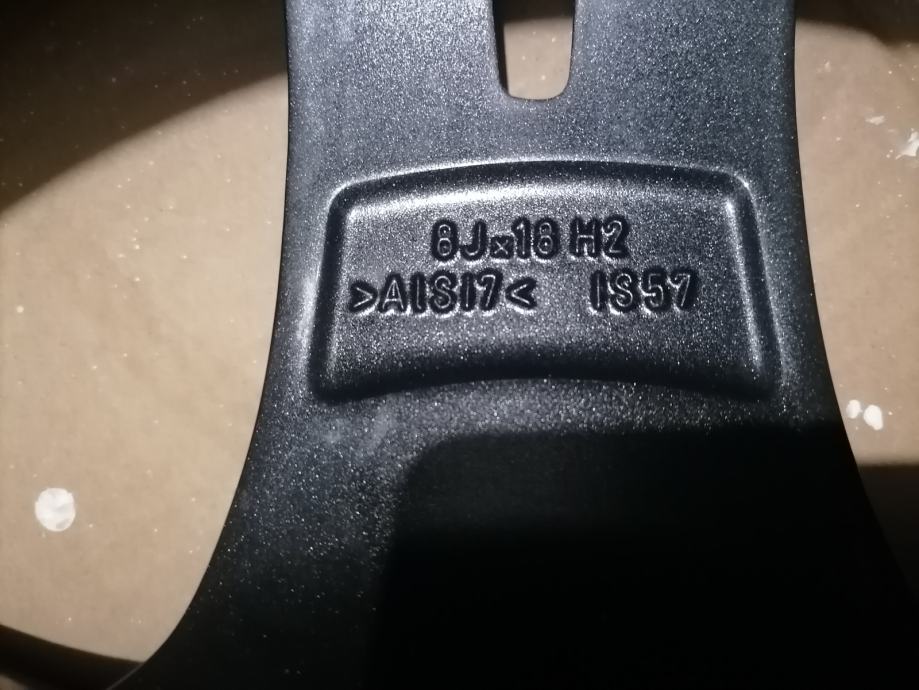 8Jx18 H2
>AlSi7< IS57